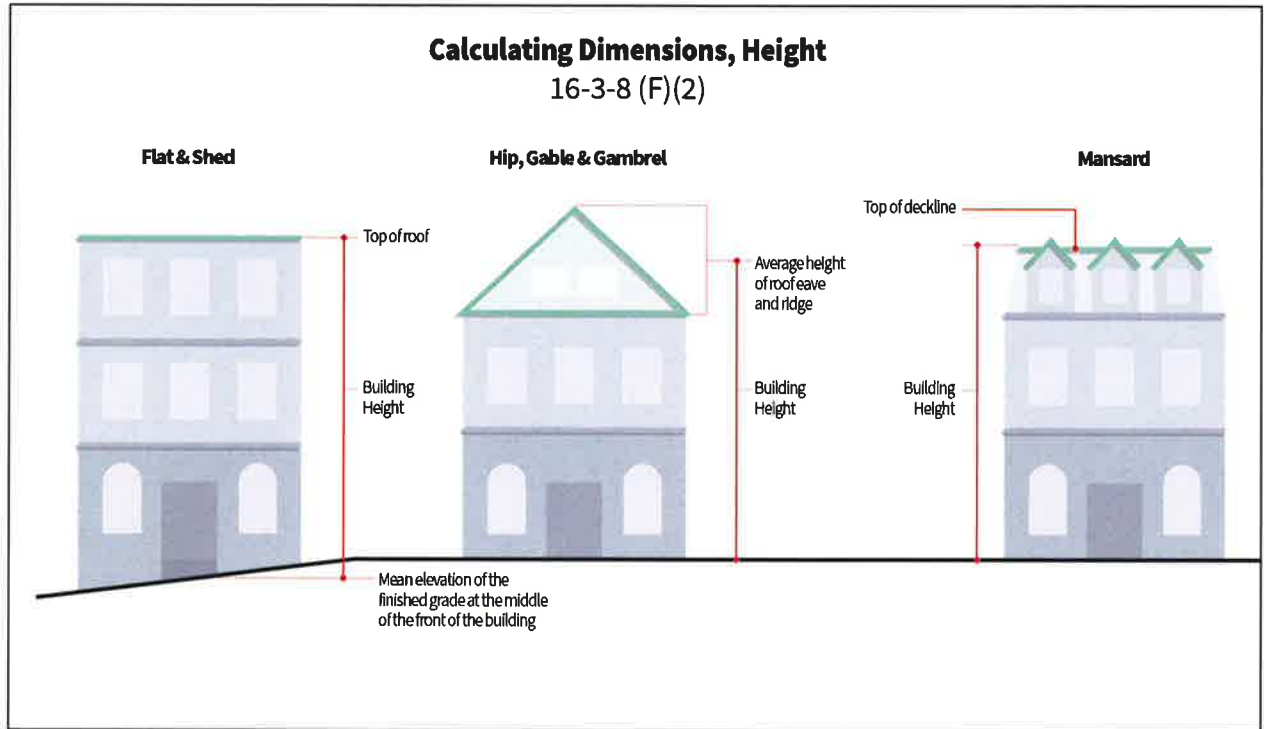 Calculating Dimensions, Height
16-3-8 (F)(2)
Flat & Shed
Top of roof
Building
Height
Mean elevation of the
finished grade at the middle
of the front of the building
Hip, Gable & Gambrel
Average height
of roof eave
and ridge
Building
Height
Mansard
Top of deckline
Building
Height